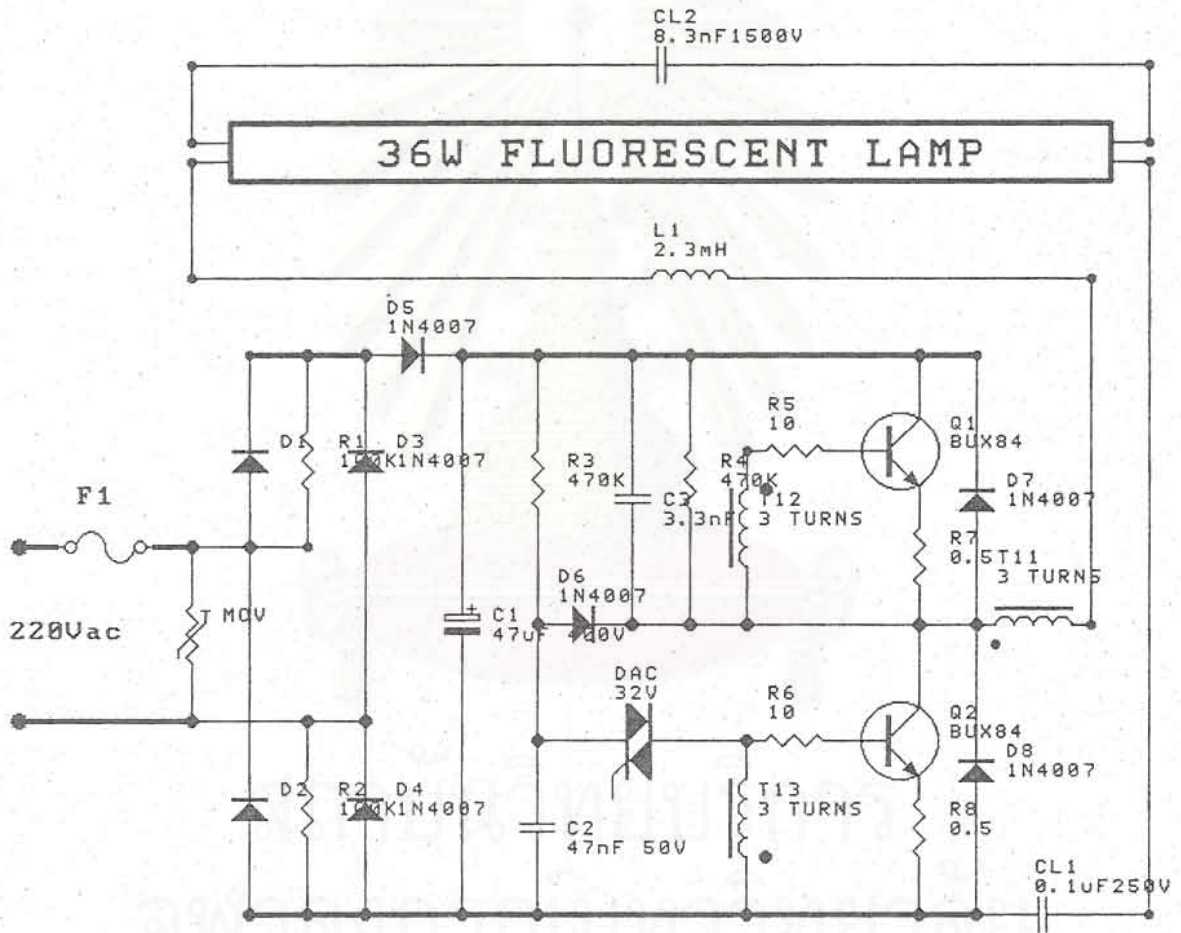 CL2
8.3nF1500V
36W FLUORESCENT LAMP
L1
2.3mH
D5
1N4007
R5
10
Q1
BUX84
D1
R1
D3
1N4007
R3
470K
R4
470K
C3
3.3nF
T12
3 TURNS
D7
1N4007
F1
R7
0.5
T11
3 TURNS
D6
1N4007
MOV
C1
47uF 400V
220Vac
DAC
32V
R6
10
Q2
BUX84
D8
1N4007
D2
R2
D4
1N4007
T13
3 TURNS
R8
0.5
C2
47nF 50V
CL1
0.1uF250V